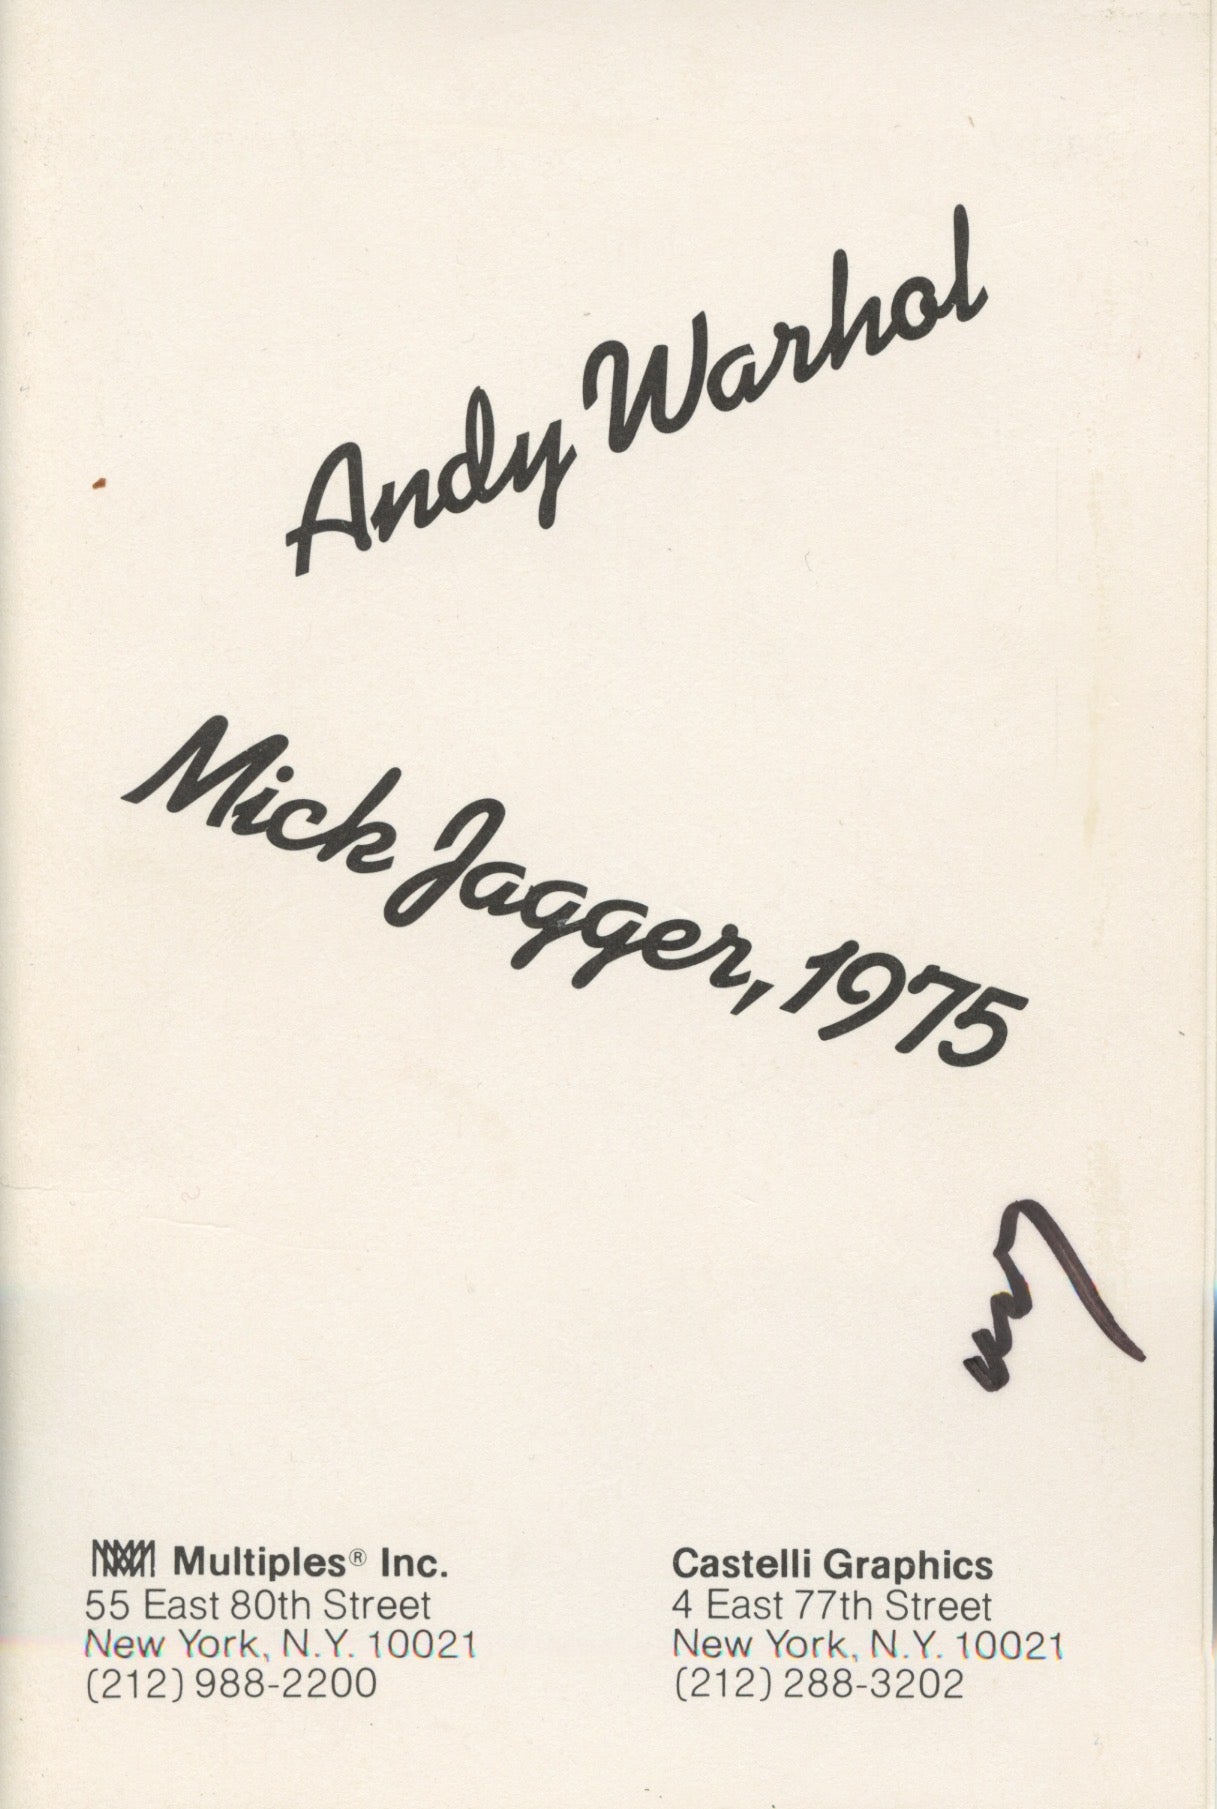 Andy Warhol
Mick Jagger, 1975
Multiples® Inc.
55 East 80th Street
New York, N.Y. 10021
(212) 988-2200
Castelli Graphics
4 East 77th Street
New York, N.Y. 10021
(212) 288-3202